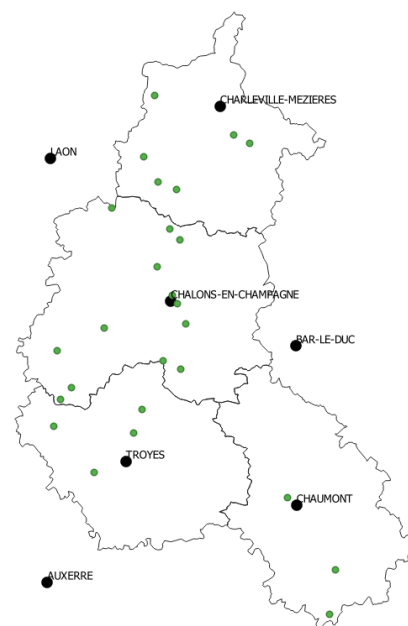 CHARLEVILLE-MEZIERES
LAON
CHALONS-EN-CHAMPAGNE
BAR-LE-DUC
TROYES
CHAUMONT
AUXERRE